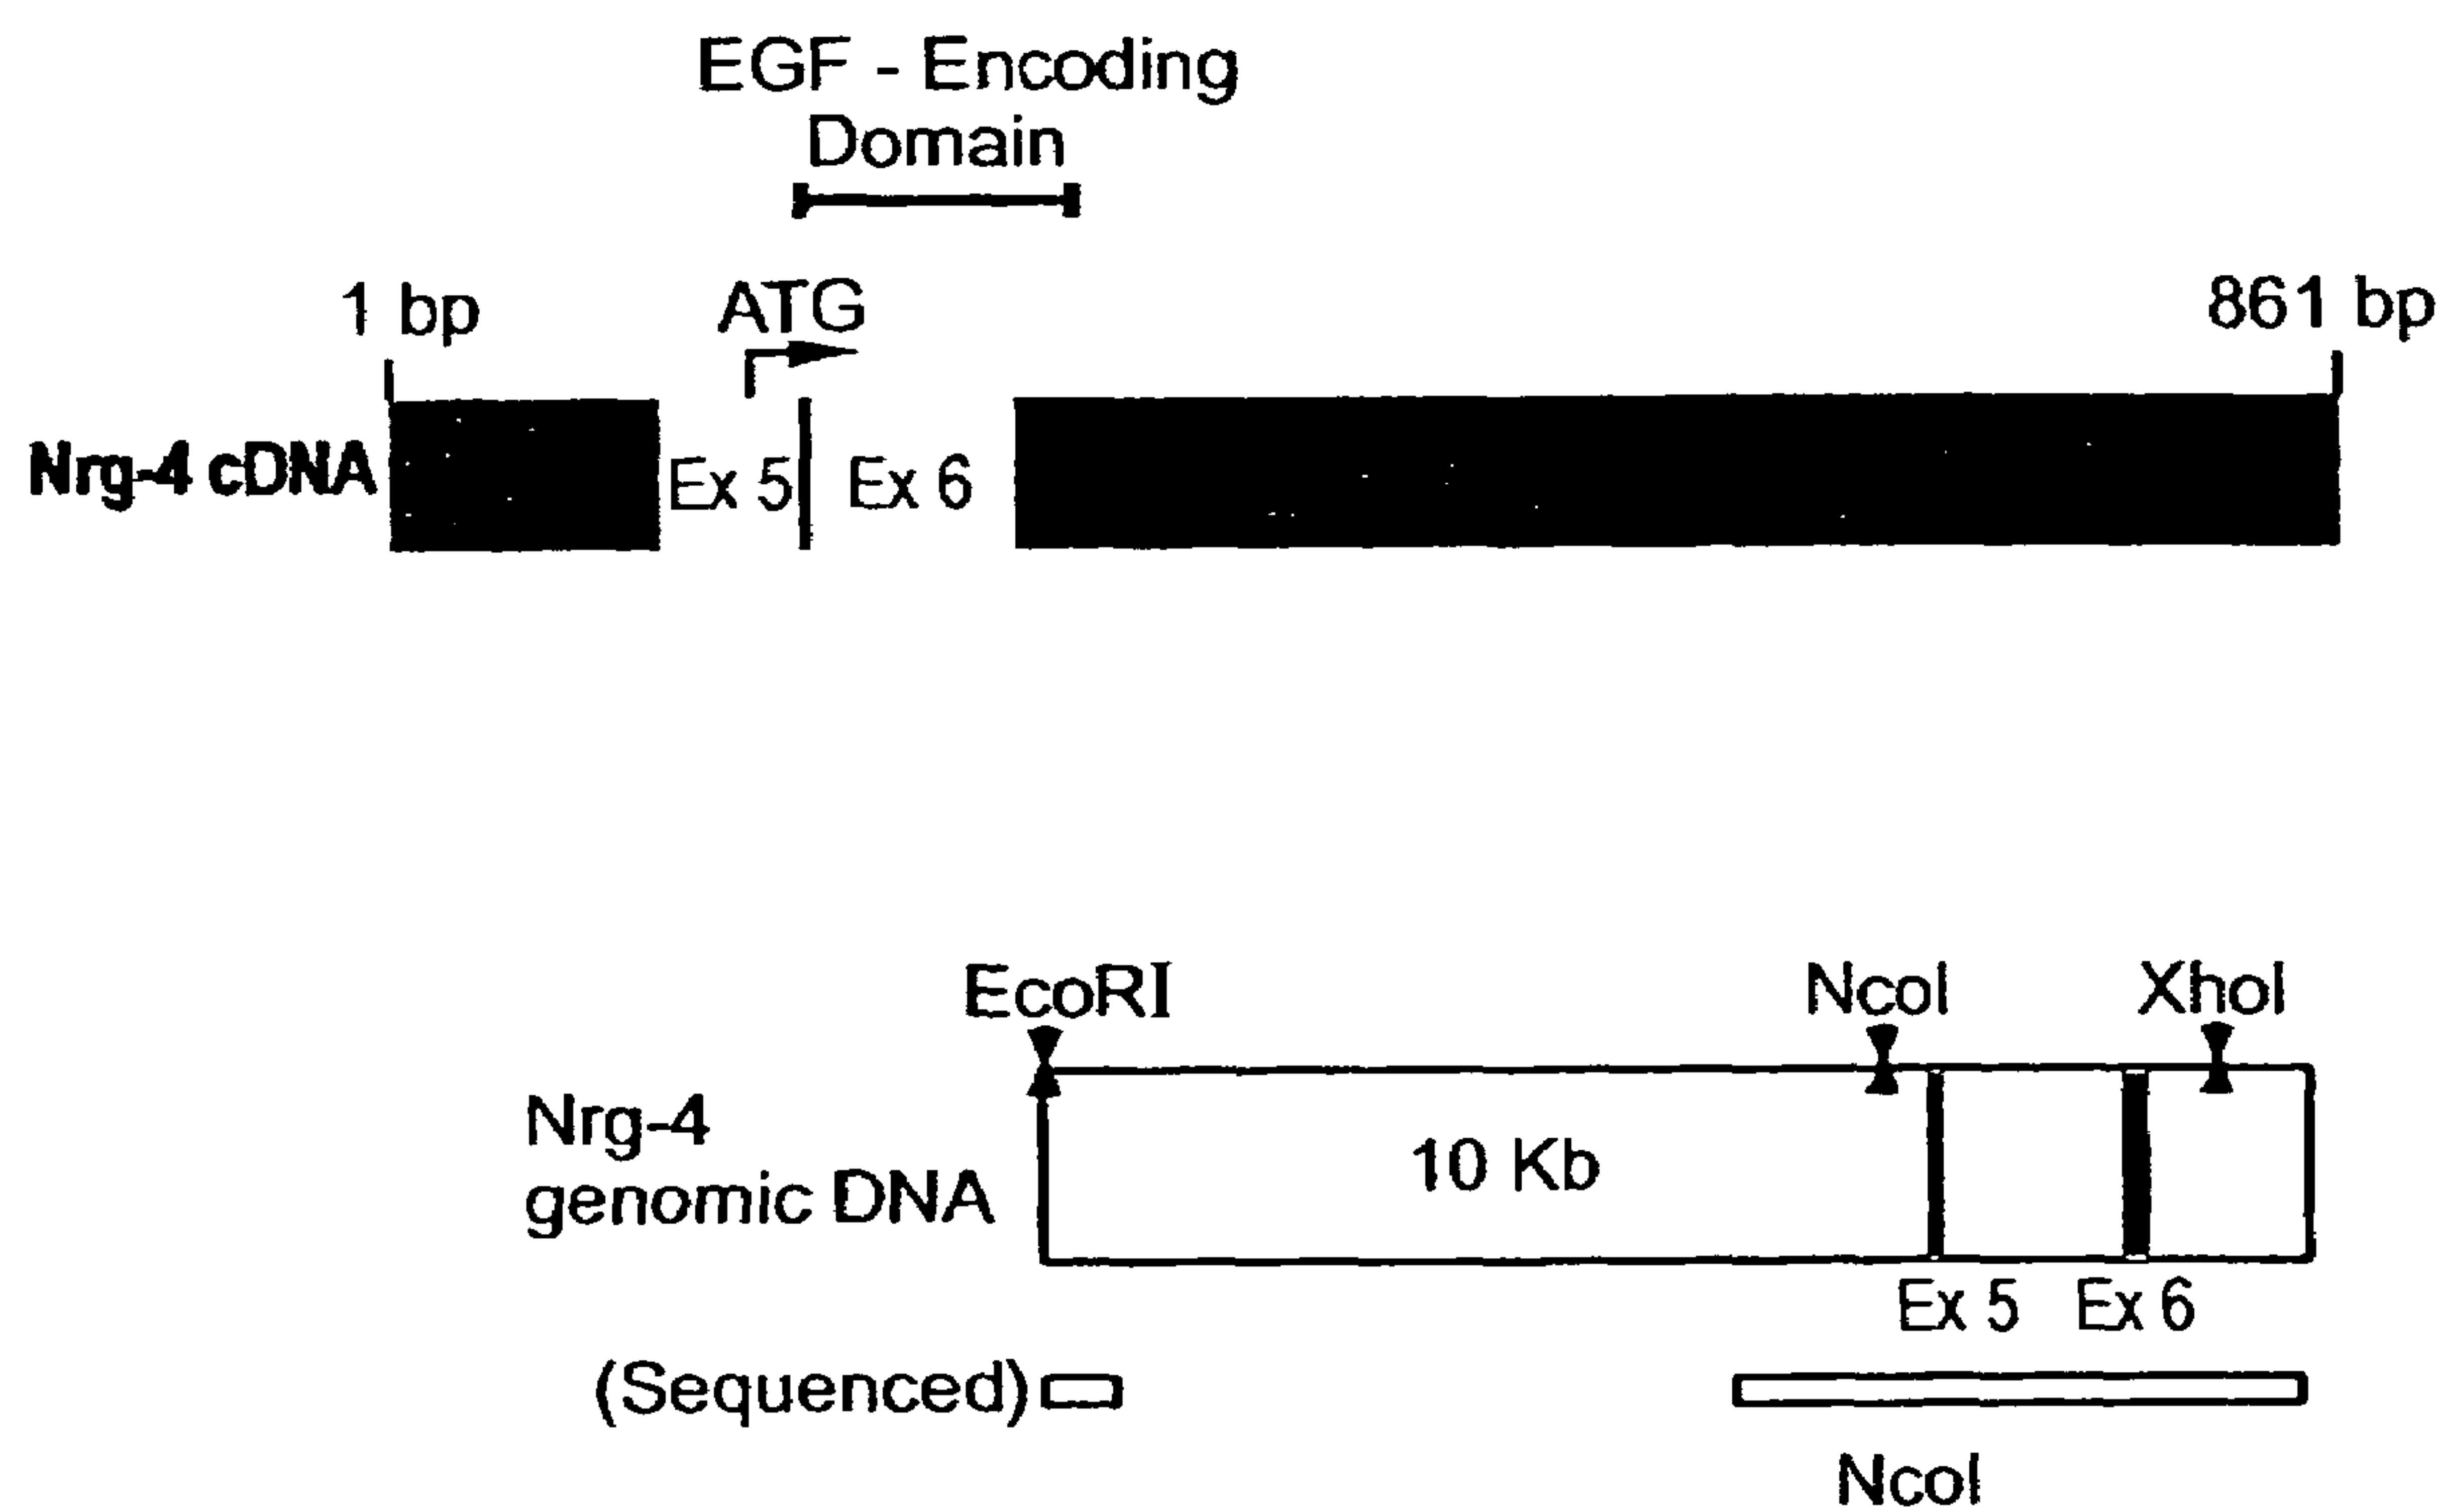 EGF - Encoding
Domain
1 bp
ATG
861 bp
Nrg-4 cDNA
Ex 5
Ex 6
EcoRI
NcoI
XhoI
Nrg-4
genomic DNA
10 Kb
Ex 5
Ex 6
(Sequenced)
NcoI